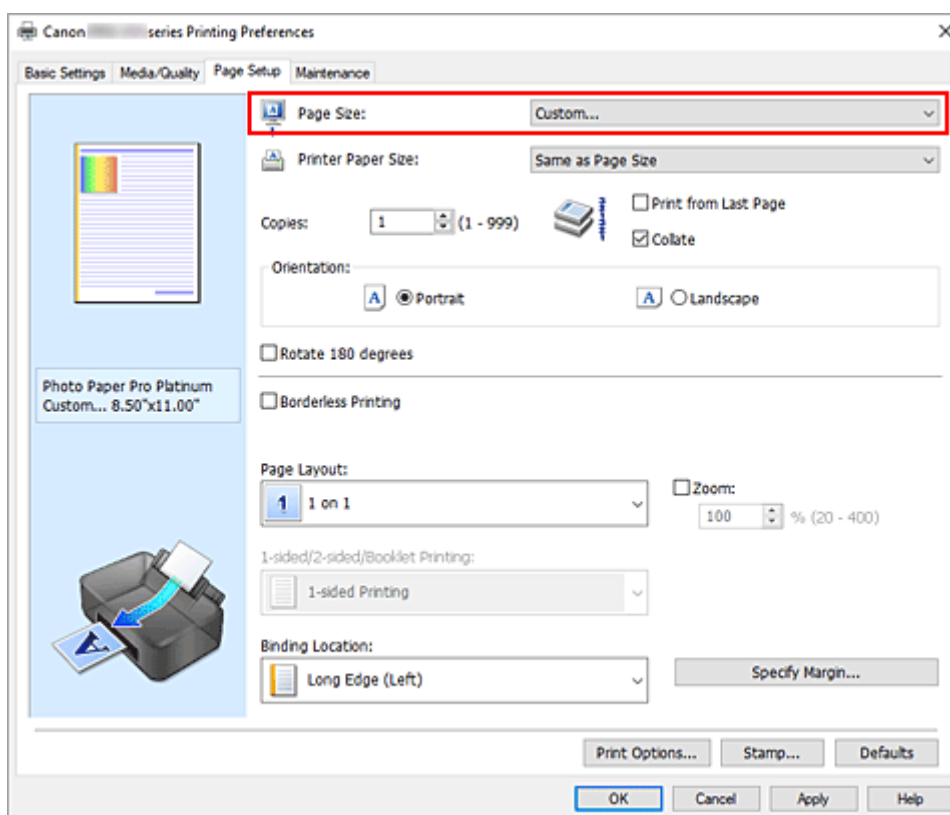 Canon series Printing Preferences
Basic Settings Media/Quality Page Setup Maintenance
Page Size: Custom...
Printer Paper Size: Same as Page Size
Copies: 1 (1 - 999)
Print from Last Page
Collate
Orientation:
A Portrait A Landscape
Rotate 180 degrees
Photo Paper Pro Platinum
Custom... 8.50"x11.00"
Borderless Printing
Page Layout:
1 1 on 1
Zoom:
100 % (20 - 400)
1-sided/2-sided/Booklet Printing:
1-sided Printing
A
Binding Location:
Long Edge (Left)
Specify Margin...
Print Options... Stamp... Defaults
OK Cancel Apply Help